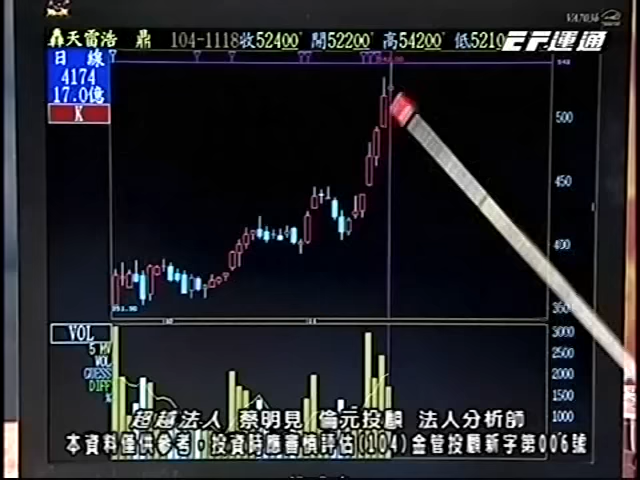 天雷浩 鼎 104-1118收52400 開52200 高54200 低5210
EF運通
日 線
4174
17.0億
K
500
450
400
350
351.90
VOL
5 MV
VOL
GUESS
DIFF
%
3000
2500
2000
1500
1000
超越法人 蔡明見 倫元投顧 法人分析師
本資料僅供參考，投資時應審慎評估(104)金管投顧新字第006號